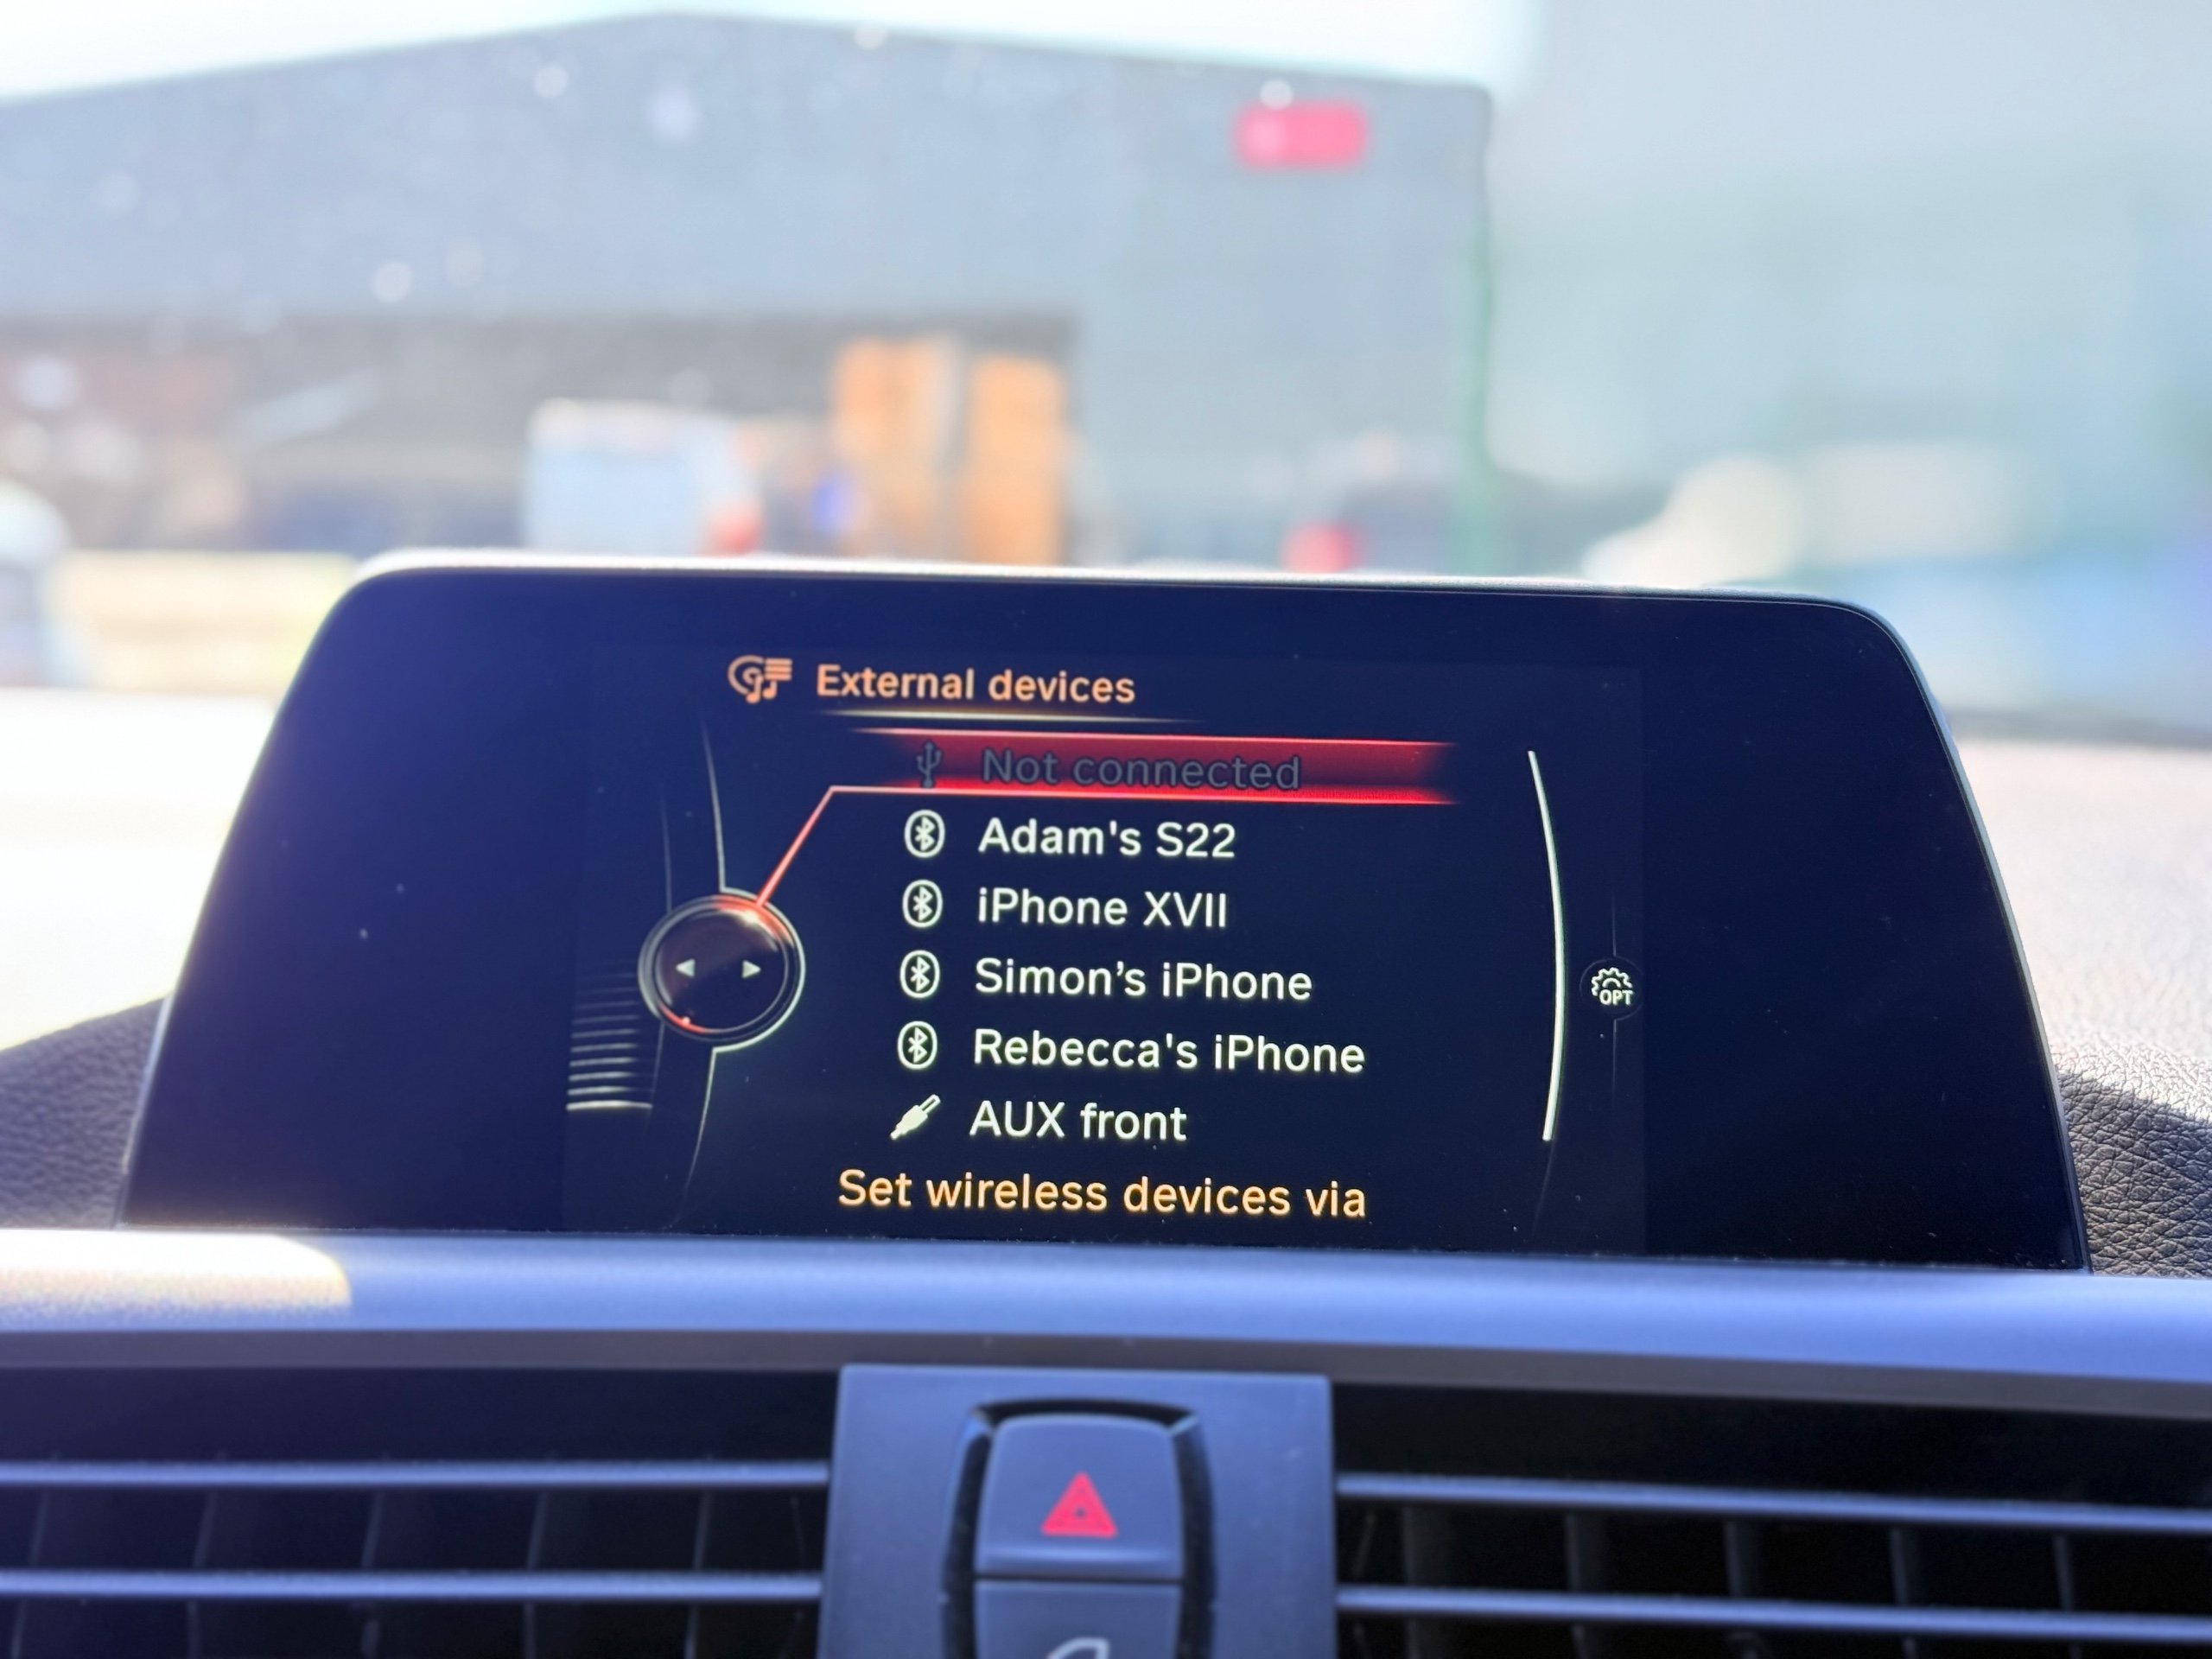 External devices
Not connected
Adam's S22
iPhone XVII
Simon’s iPhone
Rebecca's iPhone
AUX front
OPT
Set wireless devices via